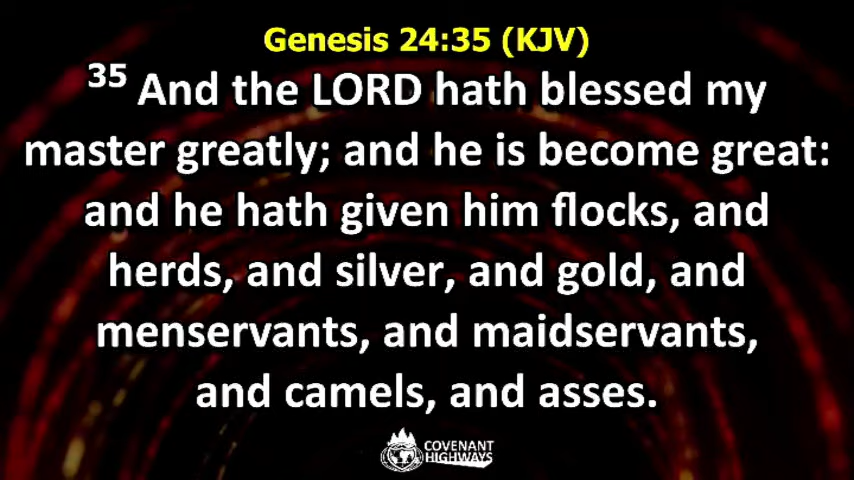 Genesis 24:35 (KJV)
35 And the LORD hath blessed my
master greatly; and he is become great:
and he hath given him flocks, and
herds, and silver, and gold, and
menservants, and maidservants,
and camels, and asses.
COVENANT
HIGHWAYS